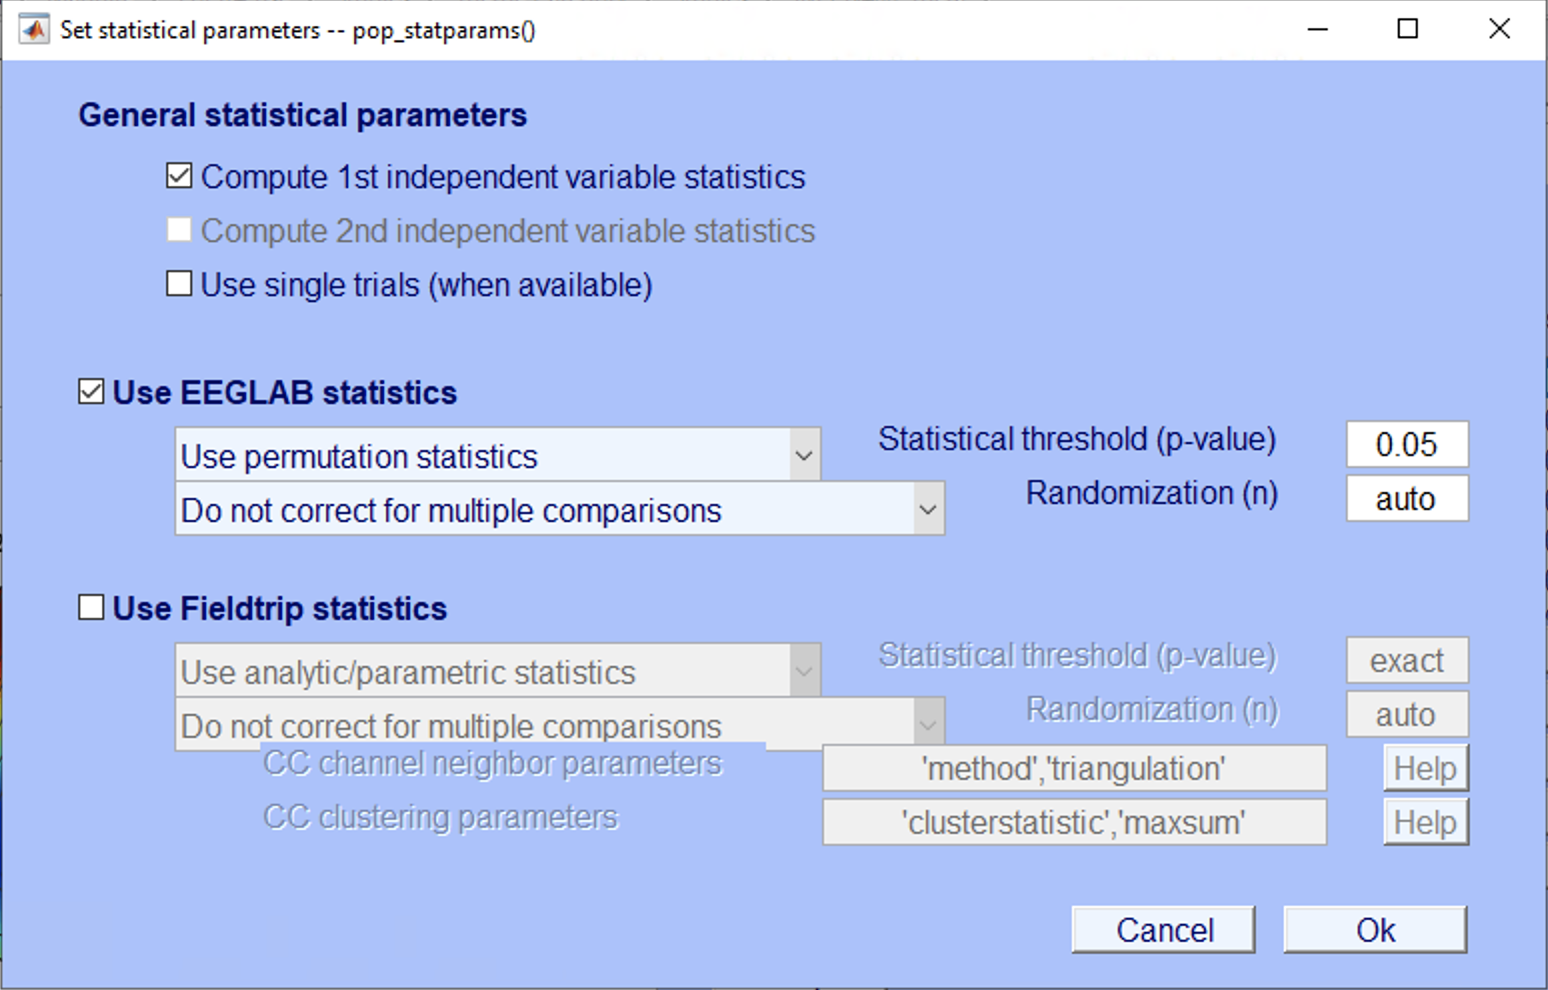 Set statistical parameters -- pop_statparams()
General statistical parameters
Compute 1st independent variable statistics
Compute 2nd independent variable statistics
Use single trials (when available)
Use EEGLAB statistics
Use permutation statistics
Statistical threshold (p-value)
0.05
Do not correct for multiple comparisons
Randomization (n)
auto
Use Fieldtrip statistics
Use analytic/parametric statistics
Statistical threshold (p-value)
exact
Do not correct for multiple comparisons
Randomization (n)
auto
CC channel neighbor parameters
'method','triangulation'
Help
CC clustering parameters
'clusterstatistic','maxsum'
Help
Cancel
Ok